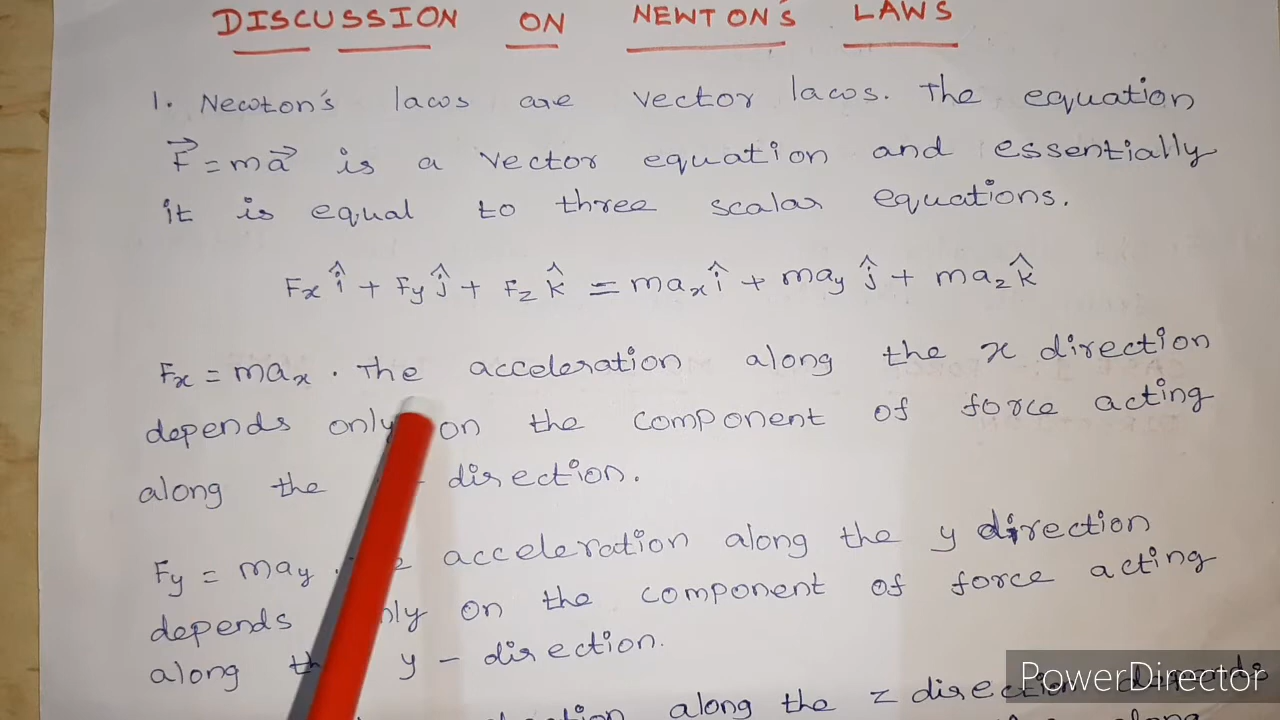 DISCUSSION ON NEWTON'S LAWS
1. Newton's laws are vector laws. The equation
F⃗ = ma⃗ is a vector equation and essentially
it is equal to three scalar equations.
Fx î + Fy ĵ + Fz k̂ = max î + may ĵ + maz k̂
Fx = max . The acceleration along the x direction
depends only on the component of force acting
along the - direction.
Fy = may . acceleration along the y direction
depends on the component of force acting
along y - direction.
along the z direction depends
along
PowerDirector